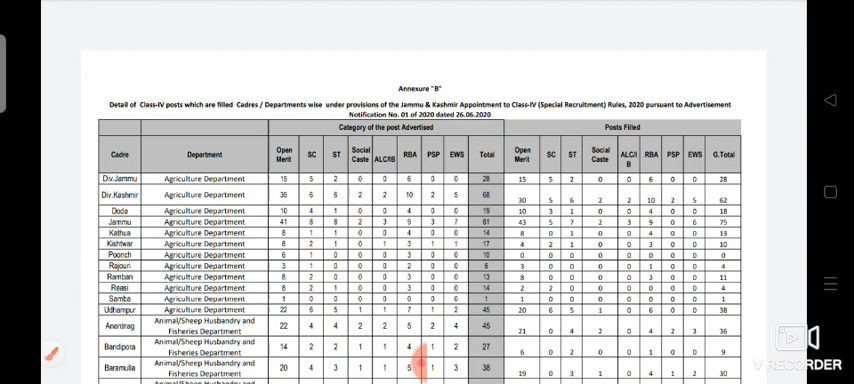 Annexure "B"
Detail of Class-IV posts which are filled Cadres / Departments wise under provisions of the Jammu & Kashmir Appointment to Class-IV (Special Recruitment) Rules, 2020 pursuant to Advertisement
Notification No. 01 of 2020 dated 26.06.2020
Category of the post Advertised Posts Filled
Cadre Department Open Merit SC ST Social Caste ALC/IB RBA PSP EWS Total Open Merit SC ST Social Caste ALC/I B RBA PSP EWS G.Total
Div.Jammu Agriculture Department 15 5 2 0 0 6 0 0 28 15 5 2 0 0 6 0 0 28
Div.Kashmir Agriculture Department 35 6 6 2 2 10 2 5 68 30 5 6 2 2 10 2 5 62
Doda Agriculture Department 10 4 1 0 0 4 0 0 19 10 3 1 0 0 4 0 0 18
Jammu Agriculture Department 41 8 8 2 3 9 3 7 81 43 5 7 2 3 9 0 6 75
Kathua Agriculture Department 8 1 1 0 0 4 0 0 14 8 0 1 0 0 4 0 0 13
Kishtwar Agriculture Department 8 2 1 0 1 3 1 1 17 4 2 1 0 0 3 0 0 10
Poonch Agriculture Department 6 1 0 0 0 3 0 0 10 0 0 0 0 0 0 0 0 0
Rajouri Agriculture Department 3 1 0 0 0 2 0 0 6 3 0 0 0 0 1 0 0 4
Ramban Agriculture Department 8 2 0 0 0 3 0 0 13 8 0 0 0 0 3 0 0 11
Reasi Agriculture Department 8 2 1 0 0 3 0 0 14 2 2 0 0 0 0 0 0 4
Samba Agriculture Department 1 0 0 0 0 0 0 0 1 1 0 0 0 0 0 0 0 1
Udhampur Agriculture Department 22 6 5 1 1 7 1 2 45 20 6 5 1 0 6 0 0 38
Anantnag Animal/Sheep Husbandry and Fisheries Department 22 4 4 2 2 5 2 4 45 21 0 4 2 0 4 2 3 36
Bandipora Animal/Sheep Husbandry and Fisheries Department 14 2 2 1 1 4 1 2 27 6 0 2 0 0 1 0 0 9
Baramulla Animal/Sheep Husbandry and Fisheries Department 20 4 3 1 1 5 1 3 38 19 0 3 1 0 4 1 2 30
Animal/Sheep Husbandry and
V RECORDER